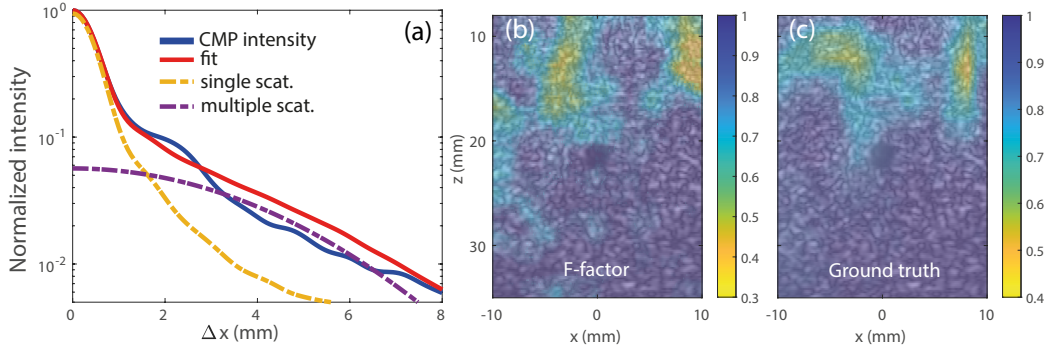 (a)
CMP intensity
fit
single scat.
multiple scat.
Normalized intensity
10⁰
10⁻¹
10⁻²
0 2 4 6 8
Δx (mm)
(b)
F-factor
z (mm)
10
20
30
-10 0 10
x (mm)
1
0.9
0.8
0.7
0.6
0.5
0.4
0.3
(c)
Ground truth
-10 0 10
x (mm)
1
0.9
0.8
0.7
0.6
0.5
0.4